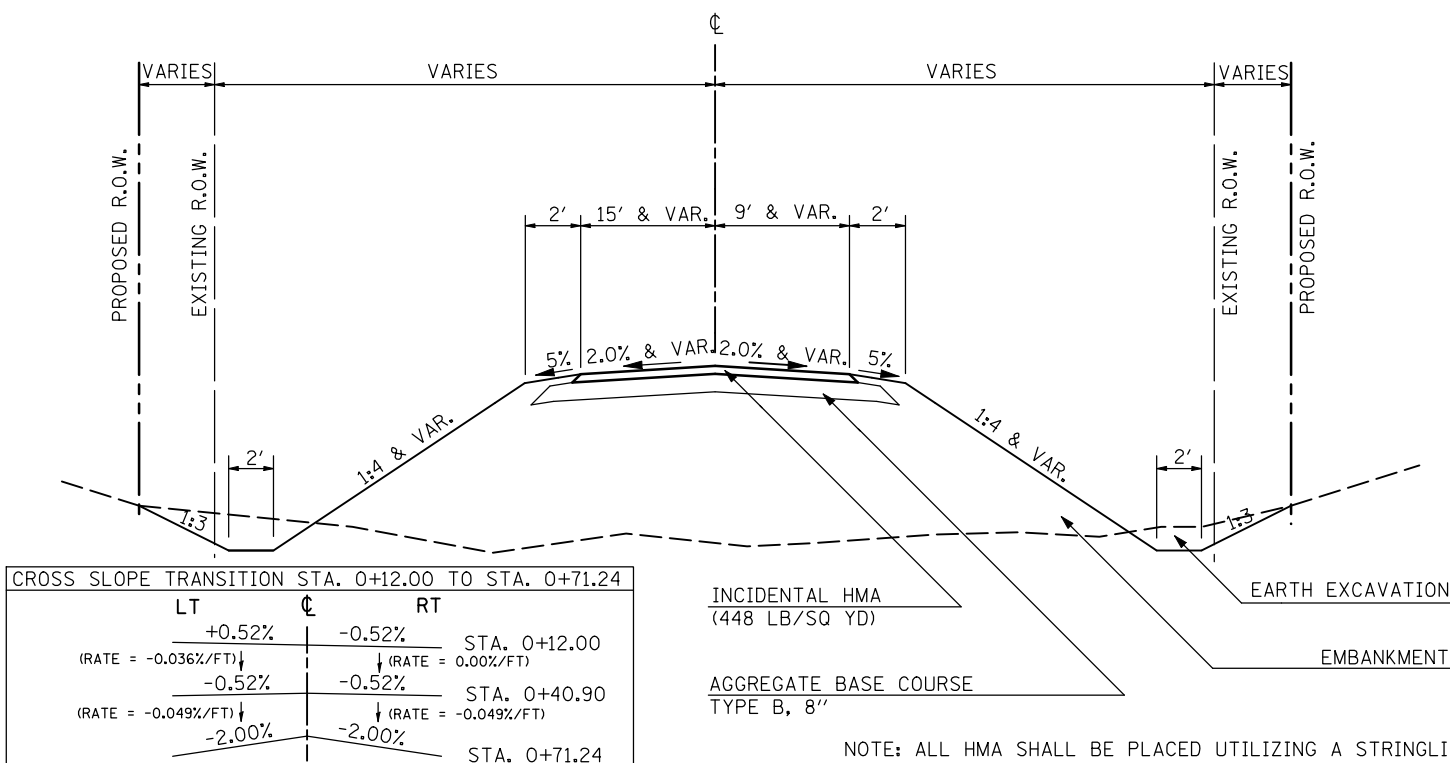 ℄
VARIES VARIES VARIES VARIES
PROPOSED R.O.W.
EXISTING R.O.W.
EXISTING R.O.W.
PROPOSED R.O.W.
2' 15' & VAR. 9' & VAR. 2'
5% 2.0% & VAR. 2.0% & VAR. 5%
1:4 & VAR.
1:4 & VAR.
2'
2'
1:3
1:3
CROSS SLOPE TRANSITION STA. 0+12.00 TO STA. 0+71.24
LT ℄ RT
+0.52% -0.52% STA. 0+12.00
(RATE = -0.036%/FT) (RATE = 0.00%/FT)
-0.52% -0.52% STA. 0+40.90
(RATE = -0.049%/FT) (RATE = -0.049%/FT)
-2.00% -2.00% STA. 0+71.24
INCIDENTAL HMA
(448 LB/SQ YD)
AGGREGATE BASE COURSE
TYPE B, 8''
EARTH EXCAVATION
EMBANKMENT
NOTE: ALL HMA SHALL BE PLACED UTILIZING A STRINGLI